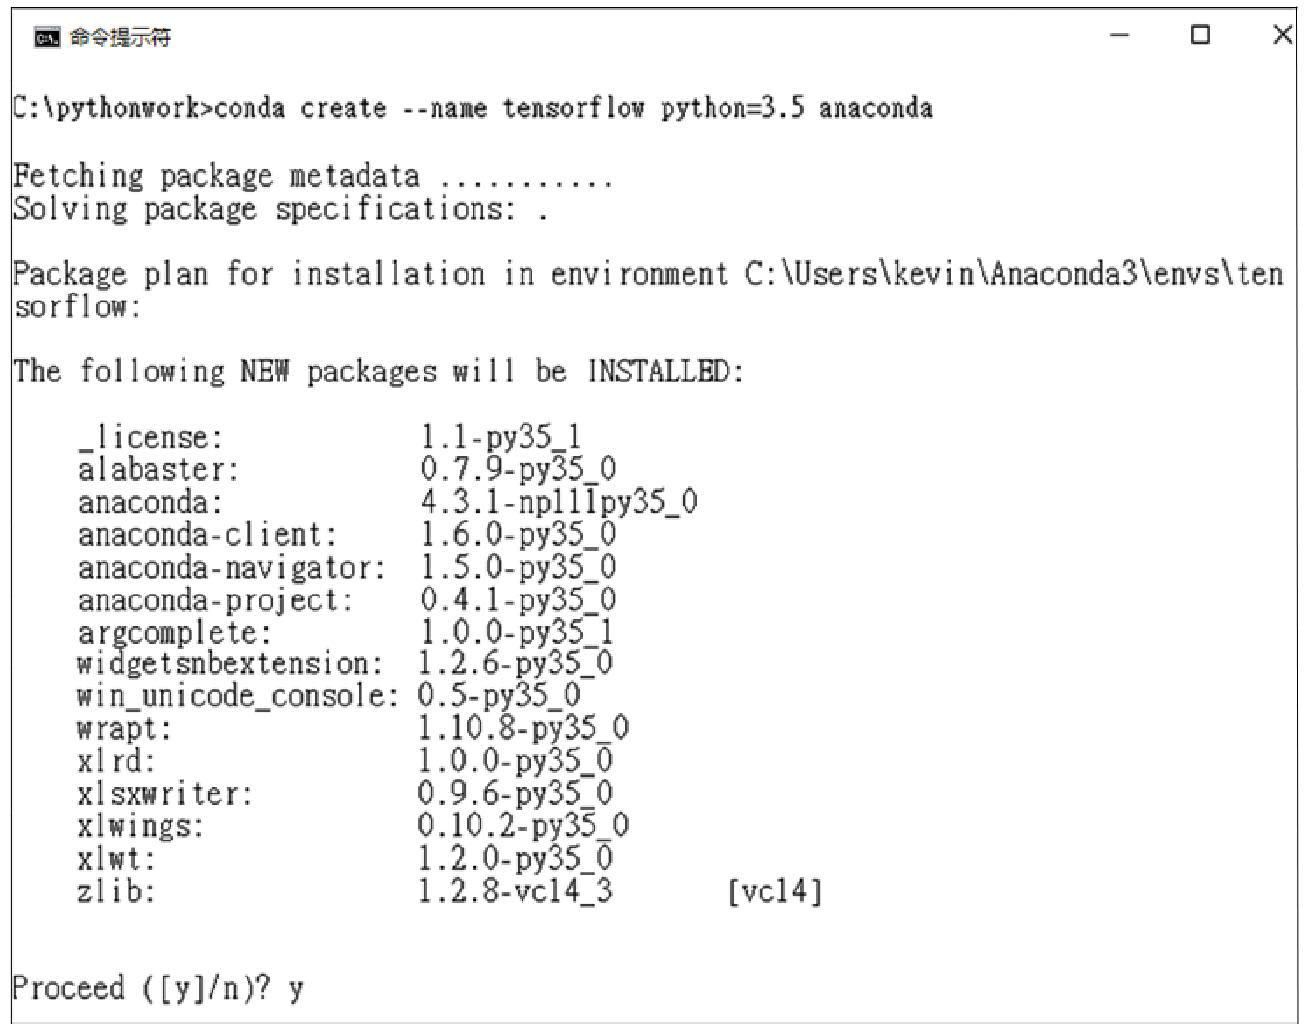 命令提示符
C:\pythonwork>conda create --name tensorflow python=3.5 anaconda
Fetching package metadata ...........
Solving package specifications: .
Package plan for installation in environment C:\Users\kevin\Anaconda3\envs\ten
sorflow:
The following NEW packages will be INSTALLED:
_license: 1.1-py35_1
alabaster: 0.7.9-py35_0
anaconda: 4.3.1-np111py35_0
anaconda-client: 1.6.0-py35_0
anaconda-navigator: 1.5.0-py35_0
anaconda-project: 0.4.1-py35_0
argcomplete: 1.0.0-py35_1
widgetsnbextension: 1.2.6-py35_0
win_unicode_console: 0.5-py35_0
wrapt: 1.10.8-py35_0
xlrd: 1.0.0-py35_0
xlsxwriter: 0.9.6-py35_0
xlwings: 0.10.2-py35_0
xlwt: 1.2.0-py35_0
zlib: 1.2.8-vc14_3 [vc14]
Proceed ([y]/n)? y